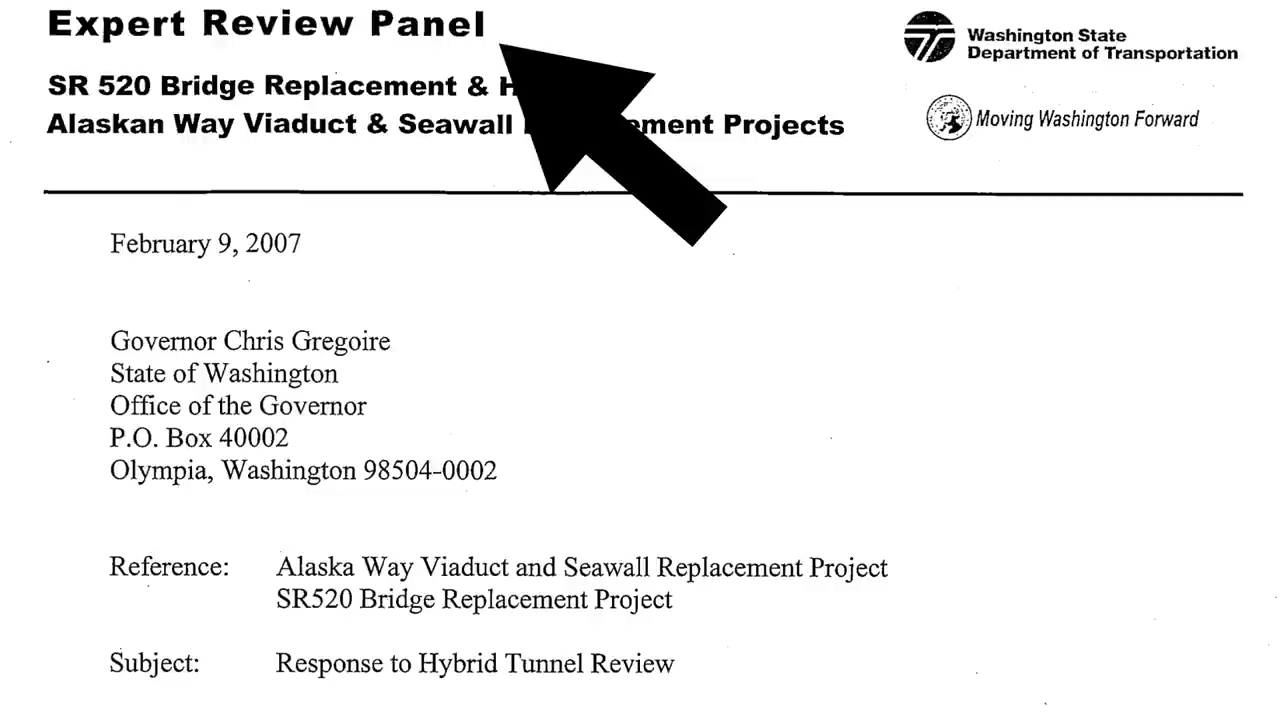 Expert Review Panel
Washington State
Department of Transportation
SR 520 Bridge Replacement & H
Alaskan Way Viaduct & Seawall ement Projects
Moving Washington Forward
February 9, 2007
Governor Chris Gregoire
State of Washington
Office of the Governor
P.O. Box 40002
Olympia, Washington 98504-0002
Reference: Alaska Way Viaduct and Seawall Replacement Project
SR520 Bridge Replacement Project
Subject: Response to Hybrid Tunnel Review